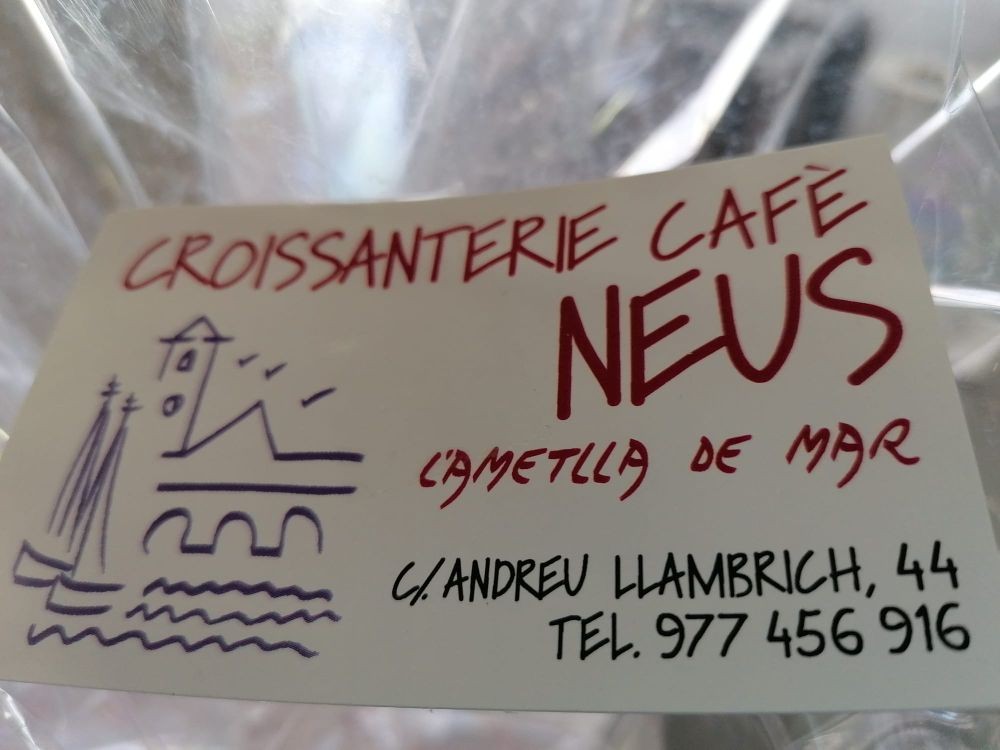 CROISSANTERIE CAFÈ
NEUS
L'AMETLLA DE MAR
C/. ANDREU LLAMBRICH, 44
TEL. 977 456 916